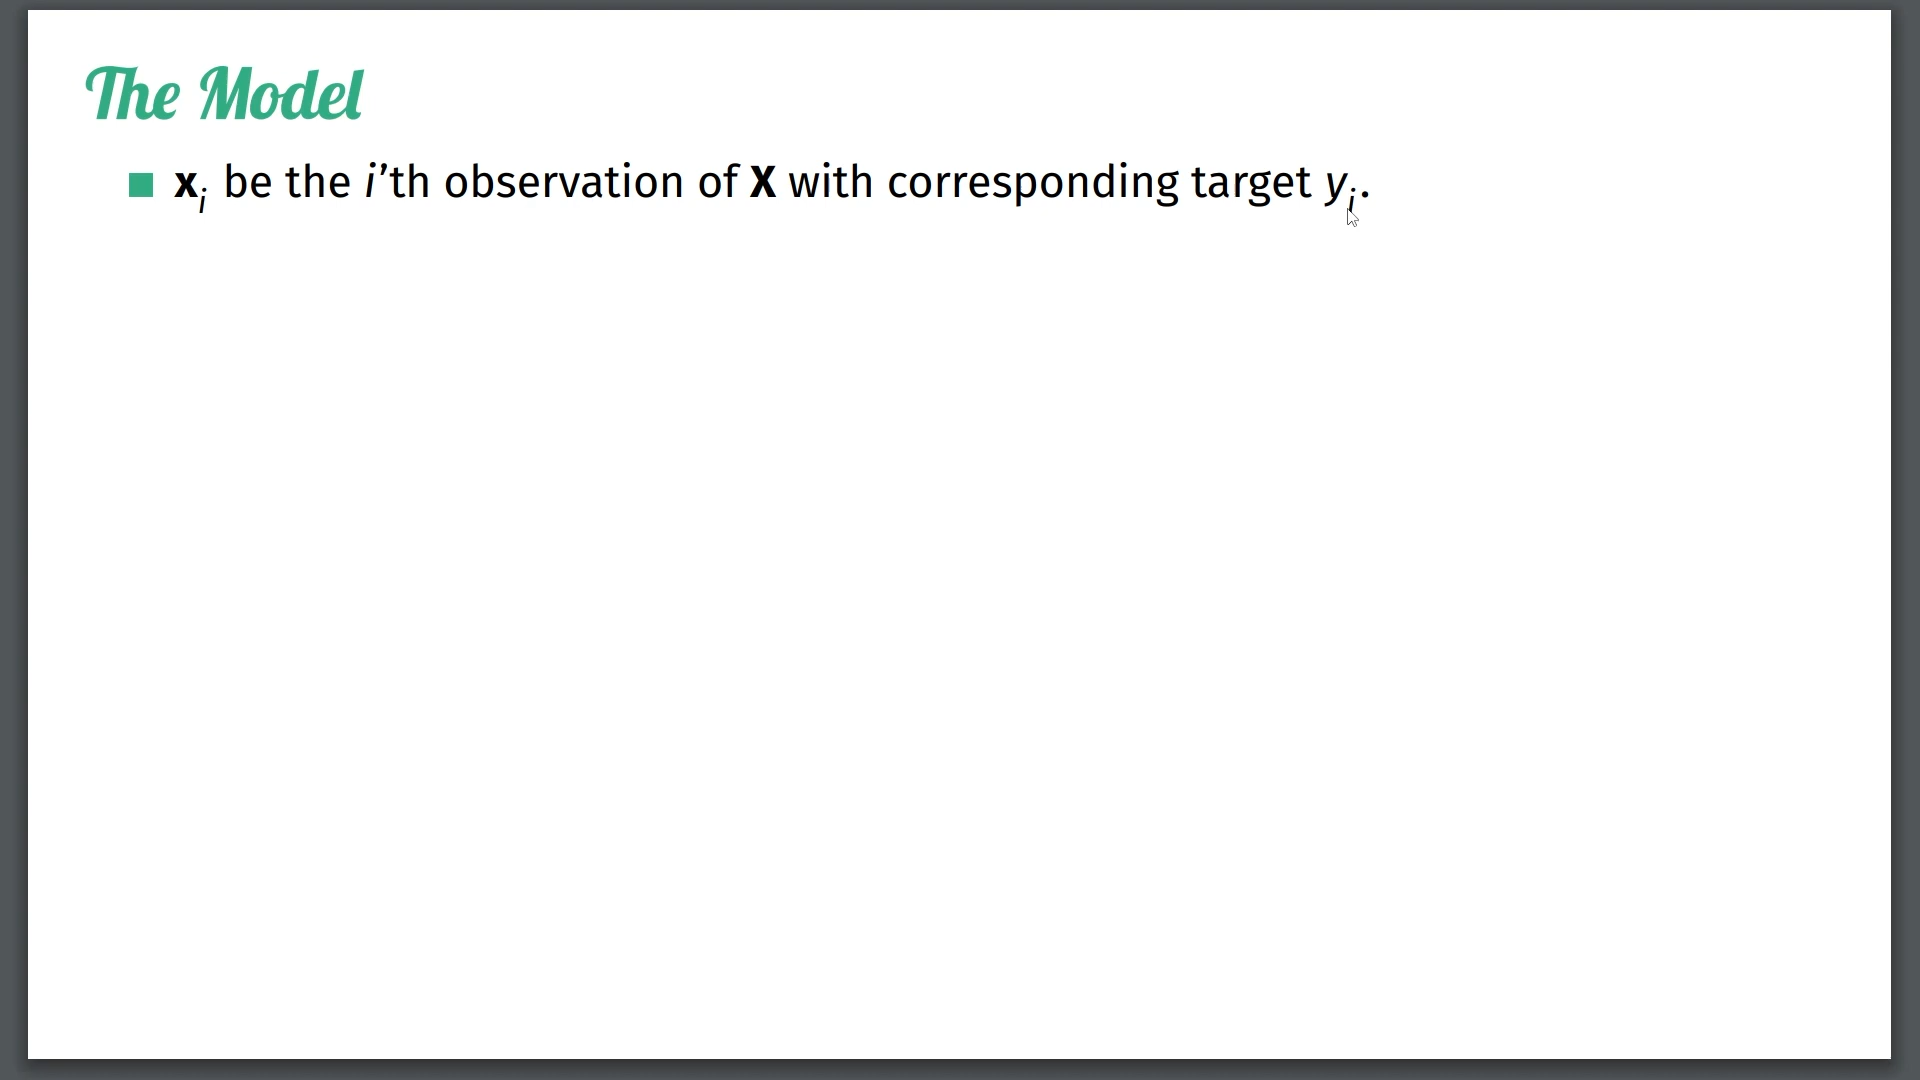 The Model
xᵢ be the i’th observation of X with corresponding target yᵢ.